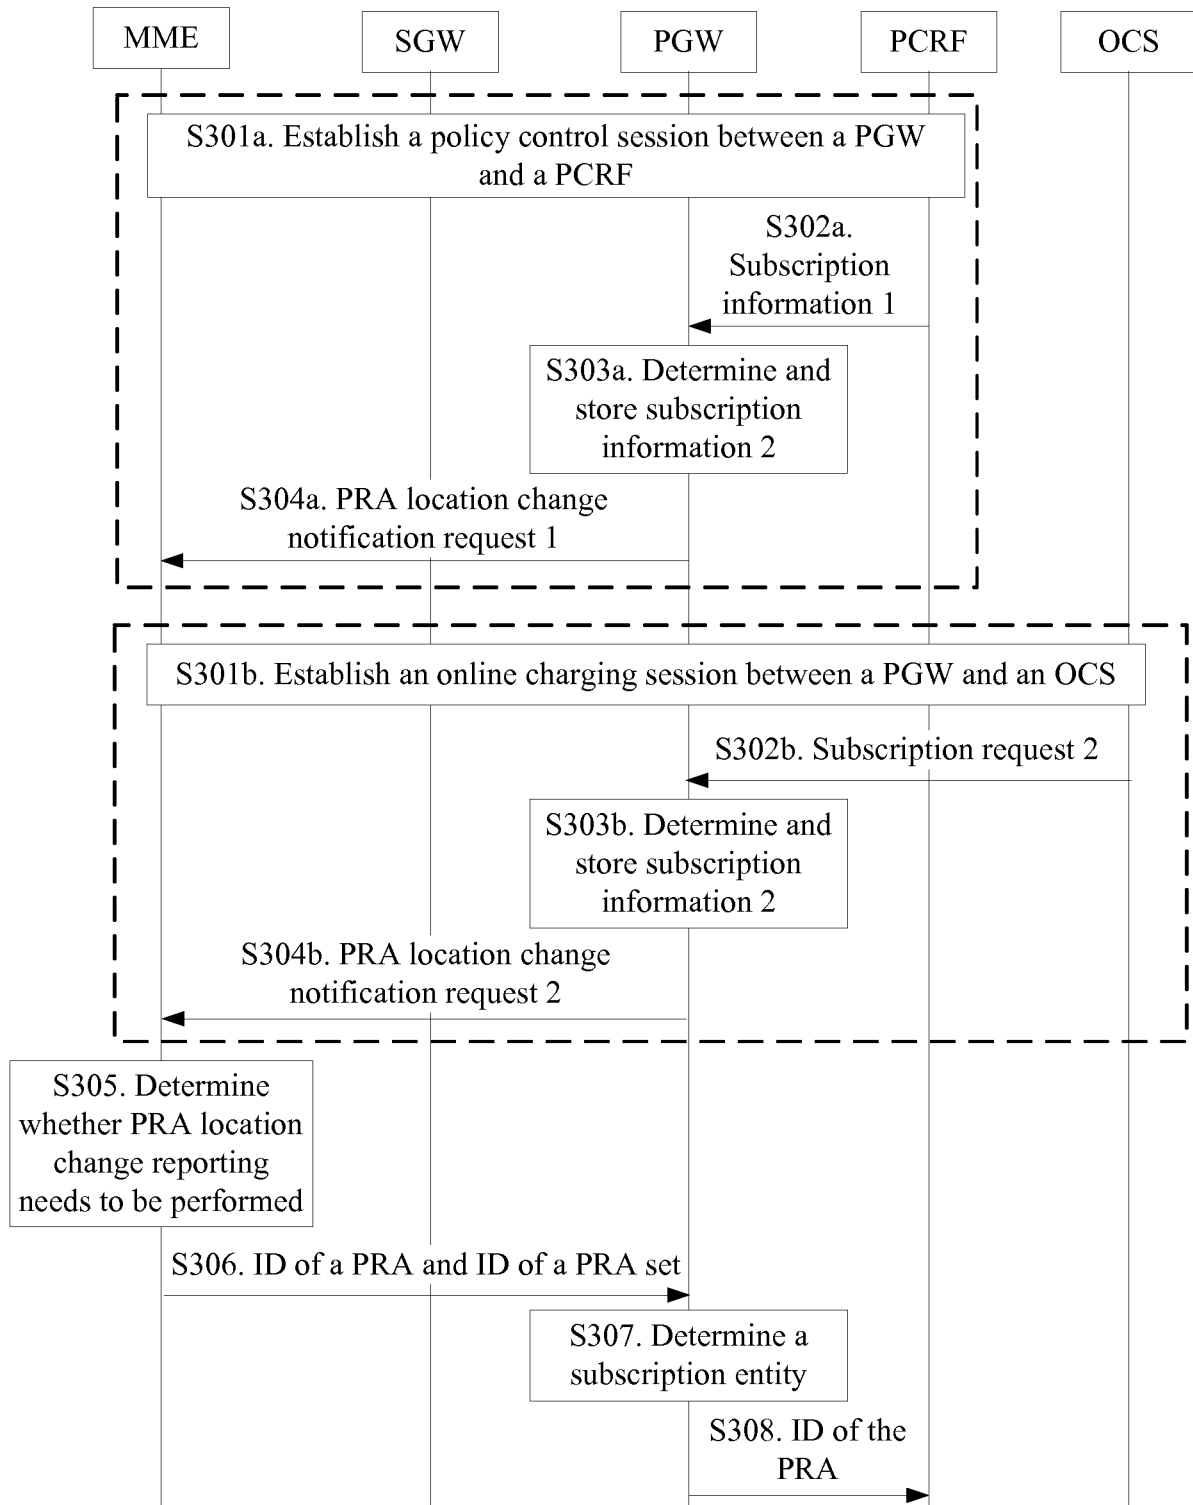 MME
SGW
PGW
PCRF
OCS
S301a. Establish a policy control session between a PGW
and a PCRF
S302a.
Subscription
information 1
S303a. Determine and
store subscription
information 2
S304a. PRA location change
notification request 1
S301b. Establish an online charging session between a PGW and an OCS
S302b. Subscription request 2
S303b. Determine and
store subscription
information 2
S304b. PRA location change
notification request 2
S305. Determine
whether PRA location
change reporting
needs to be performed
S306. ID of a PRA and ID of a PRA set
S307. Determine a
subscription entity
S308. ID of the
PRA